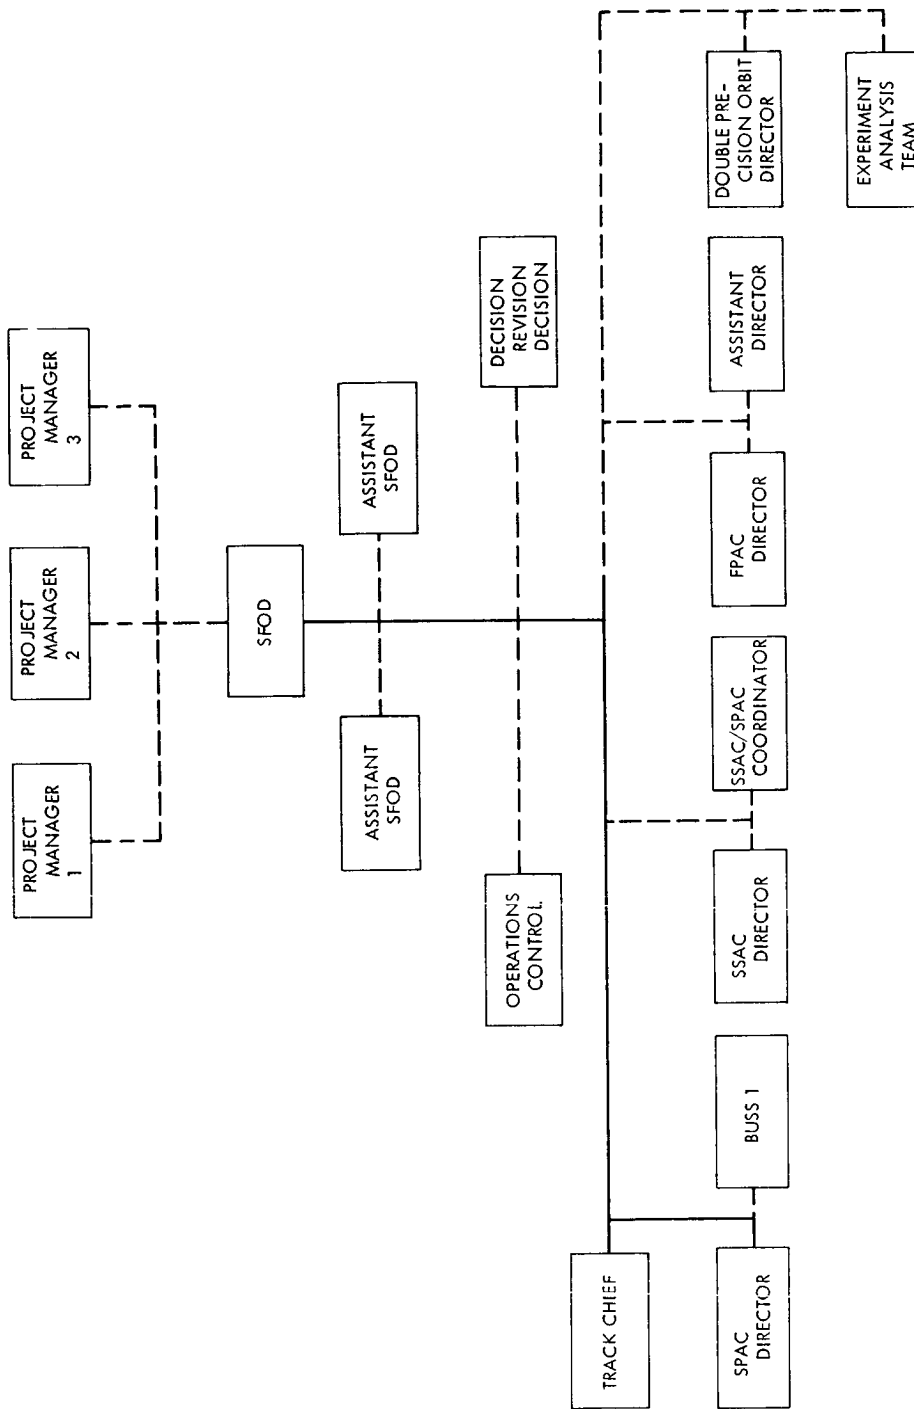 PROJECT
MANAGER
1
PROJECT
MANAGER
2
PROJECT
MANAGER
3
SFOD
ASSISTANT
SFOD
ASSISTANT
SFOD
OPERATIONS
CONTROL
DECISION
REVISION
DECISION
TRACK CHIEF
SPAC
DIRECTOR
BUSS 1
SSAC
DIRECTOR
SSAC/SPAC
COORDINATOR
FPAC
DIRECTOR
ASSISTANT
DIRECTOR
DOUBLE PRE-
CISION ORBIT
DIRECTOR
EXPERIMENT
ANALYSIS
TEAM